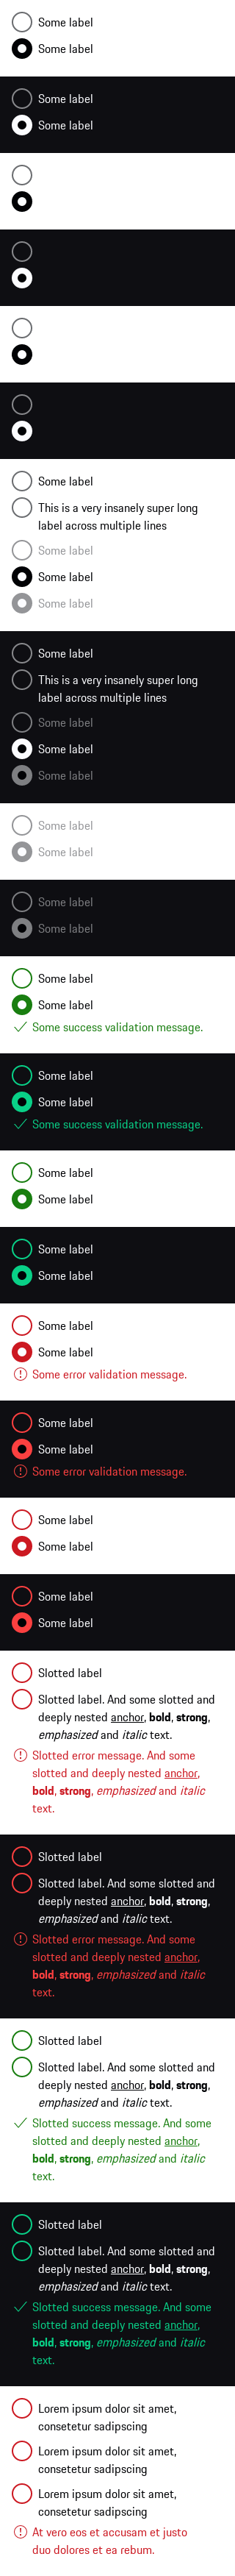 Some label
Some label
Some label
Some label
Some label
This is a very insanely super long
label across multiple lines
Some label
Some label
Some label
Some label
This is a very insanely super long
label across multiple lines
Some label
Some label
Some label
Some label
Some label
Some label
Some label
Some label
Some label
Some success validation message.
Some label
Some label
Some success validation message.
Some label
Some label
Some label
Some label
Some label
Some label
Some error validation message.
Some label
Some label
Some error validation message.
Some label
Some label
Some label
Some label
Slotted label
Slotted label. And some slotted and
deeply nested anchor, bold, strong,
emphasized and italic text.
Slotted error message. And some
slotted and deeply nested anchor,
bold, strong, emphasized and italic
text.
Slotted label
Slotted label. And some slotted and
deeply nested anchor, bold, strong,
emphasized and italic text.
Slotted error message. And some
slotted and deeply nested anchor,
bold, strong, emphasized and italic
text.
Slotted label
Slotted label. And some slotted and
deeply nested anchor, bold, strong,
emphasized and italic text.
Slotted success message. And some
slotted and deeply nested anchor,
bold, strong, emphasized and italic
text.
Slotted label
Slotted label. And some slotted and
deeply nested anchor, bold, strong,
emphasized and italic text.
Slotted success message. And some
slotted and deeply nested anchor,
bold, strong, emphasized and italic
text.
Lorem ipsum dolor sit amet,
consetetur sadipscing
Lorem ipsum dolor sit amet,
consetetur sadipscing
Lorem ipsum dolor sit amet,
consetetur sadipscing
At vero eos et accusam et justo
duo dolores et ea rebum.